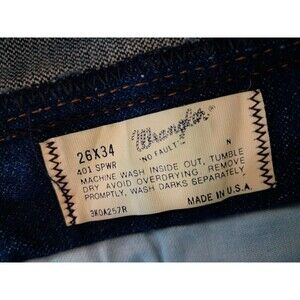 Wrangler
26X34
"NO FAULT"
401 SPWR
N
MACHINE WASH INSIDE OUT, TUMBLE
DRY AVOID OVERDRYING. REMOVE
PROMPTLY, WASH DARKS SEPARATELY
3KOA257R
MADE IN U.S.A.